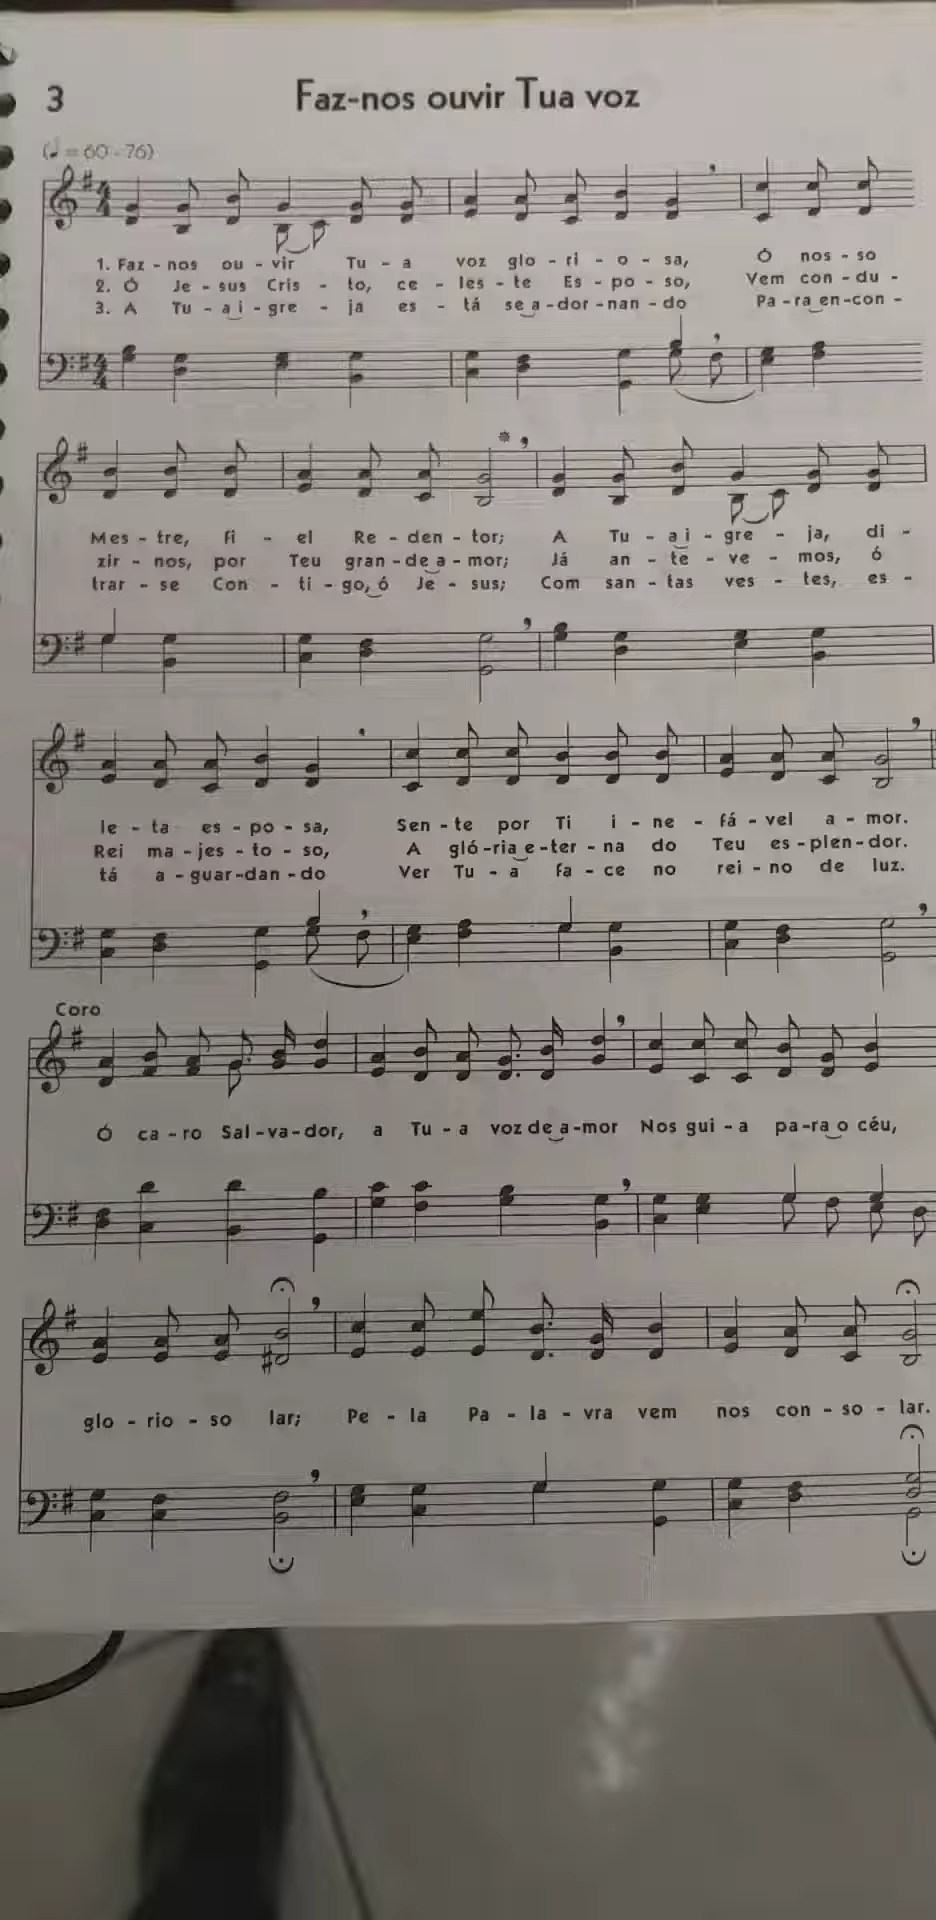 3 Faz-nos ouvir Tua voz
(♩ = 60 - 76)
1. Faz - nos ou - vir Tu - a voz glo - ri - o - sa, Ó nos - so
2. Ó Je - sus Cris - to, ce - les - te Es - po - so, Vem con - du -
3. A Tu - a i - gre - ja es - tá se a - dor - nan - do Pa - ra en - con -
Mes - tre, fi - el Re - den - tor; A Tu - a i - gre - ja, di -
zir - nos, por Teu gran - de a - mor; Já an - te - ve - mos, ó
trar - se Con - ti - go, ó Je - sus; Com san - tas ves - tes, es -
le - ta es - po - sa, Sen - te por Ti i - ne - fá - vel a - mor.
Rei ma - jes - to - so, A gló - ria e - ter - na do Teu es - plen - dor.
tá a - guar - dan - do Ver Tu - a fa - ce no rei - no de luz.
Coro
Ó ca - ro Sal - va - dor, a Tu - a voz de a - mor Nos gui - a pa - ra o céu,
glo - rio - so lar; Pe - la Pa - la - vra vem nos con - so - lar.